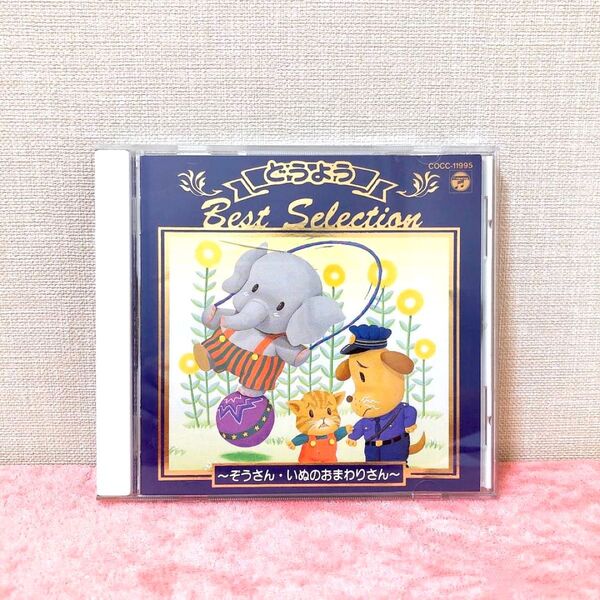 COCC-11995
どうよう
Best Selection
～ぞうさん・いぬのおまわりさん～